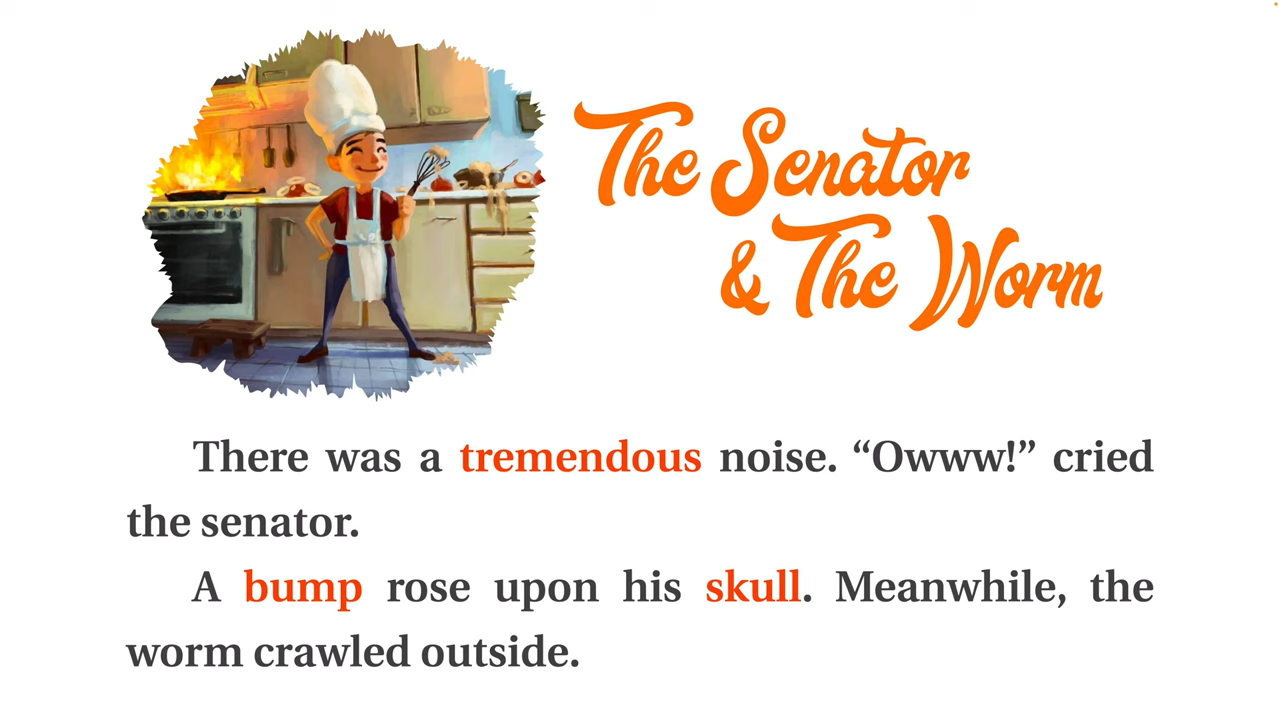 The Senator
& The Worm
There was a tremendous noise. “Owww!” cried
the senator.
A bump rose upon his skull. Meanwhile, the
worm crawled outside.